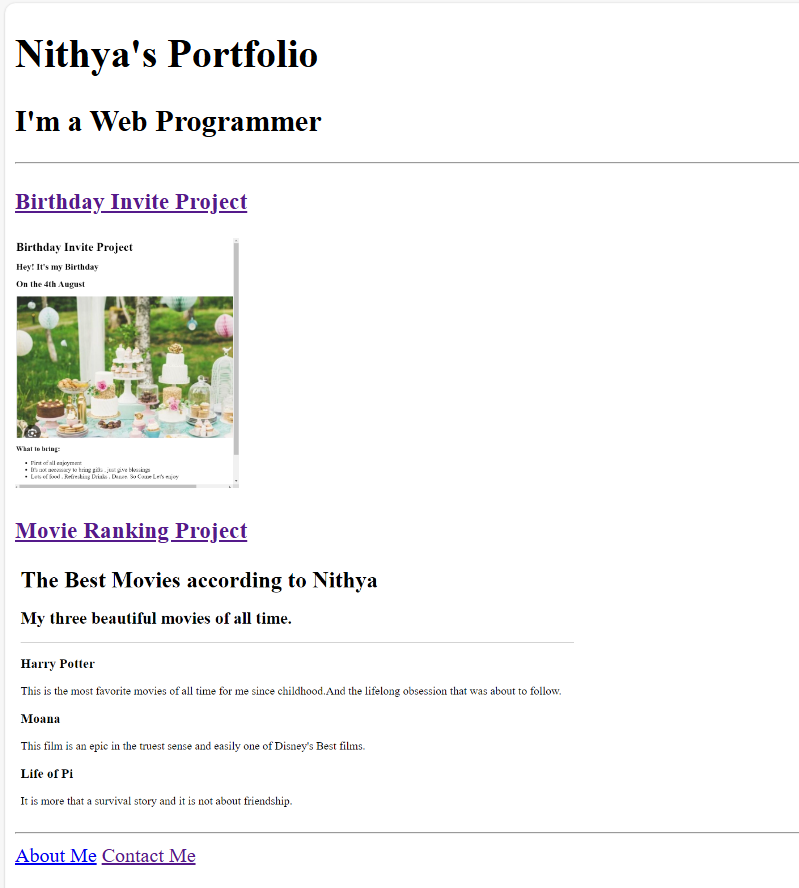 Nithya's Portfolio
I'm a Web Programmer
Birthday Invite Project
Birthday Invite Project
Hey! It's my Birthday
On the 4th August
What to bring:
First of all enjoyment
It's not necessary to bring gifts , just give blessings
Lots of food , Refreshing Drinks , Dance. So Come Let's enjoy
Movie Ranking Project
The Best Movies according to Nithya
My three beautiful movies of all time.
Harry Potter
This is the most favorite movies of all time for me since childhood.And the lifelong obsession that was about to follow.
Moana
This film is an epic in the truest sense and easily one of Disney's Best films.
Life of Pi
It is more that a survival story and it is not about friendship.
About Me Contact Me